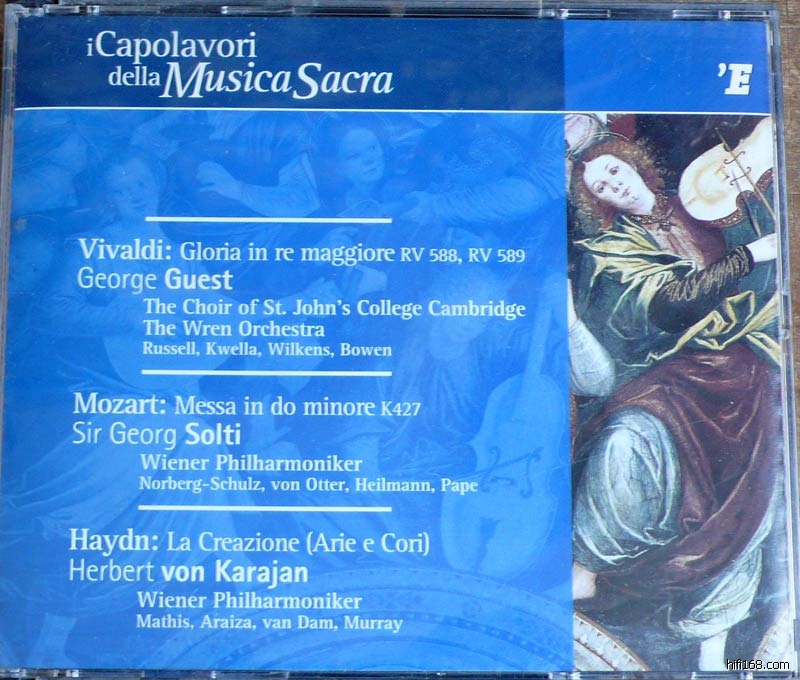 i Capolavori
della Musica Sacra
'E
Vivaldi: Gloria in re maggiore RV 588, RV 589
George Guest
The Choir of St. John's College Cambridge
The Wren Orchestra
Russell, Kwella, Wilkens, Bowen
Mozart: Messa in do minore K427
Sir Georg Solti
Wiener Philharmoniker
Norberg-Schulz, von Otter, Heilmann, Pape
Haydn: La Creazione (Arie e Cori)
Herbert von Karajan
Wiener Philharmoniker
Mathis, Araiza, van Dam, Murray
hifi168.com